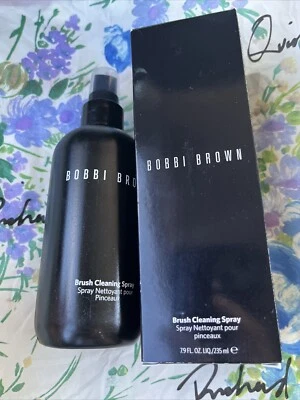 BOBBI BRO
Brush Cleaning Spray
Spray Nettoyant pour
Pinceaux
BOBBI BROWN
Brush Cleaning Spray
Spray Nettoyant pour
pinceaux
7.9 FL. OZ. LIQ./235 ml ℮